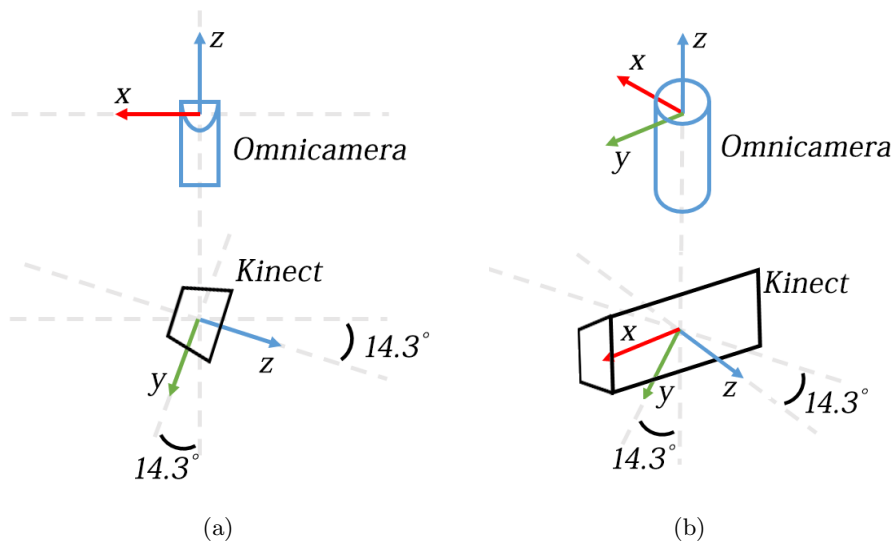 z
x
Omnicamera
Kinect
14.3°
z
y
14.3°
(a)
z
x
y
Omnicamera
Kinect
x
z
y
14.3°
14.3°
(b)